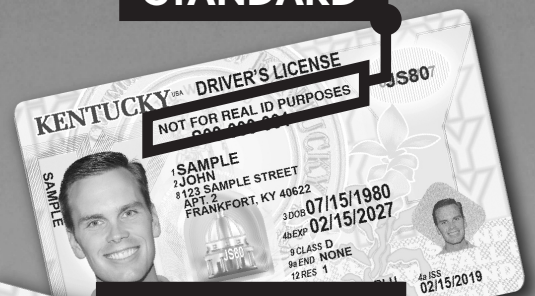 STANDARD
KENTUCKY USA DRIVER'S LICENSE
NOT FOR REAL ID PURPOSES
JS807
SAMPLE
1 SAMPLE
2 JOHN
8 123 SAMPLE STREET
APT. 2
FRANKFORT, KY 40622
3 DOB 07/15/1980
4b EXP 02/15/2027
9 CLASS D
9a END NONE
12 RES 1
JS80
4a ISS
02/15/2019